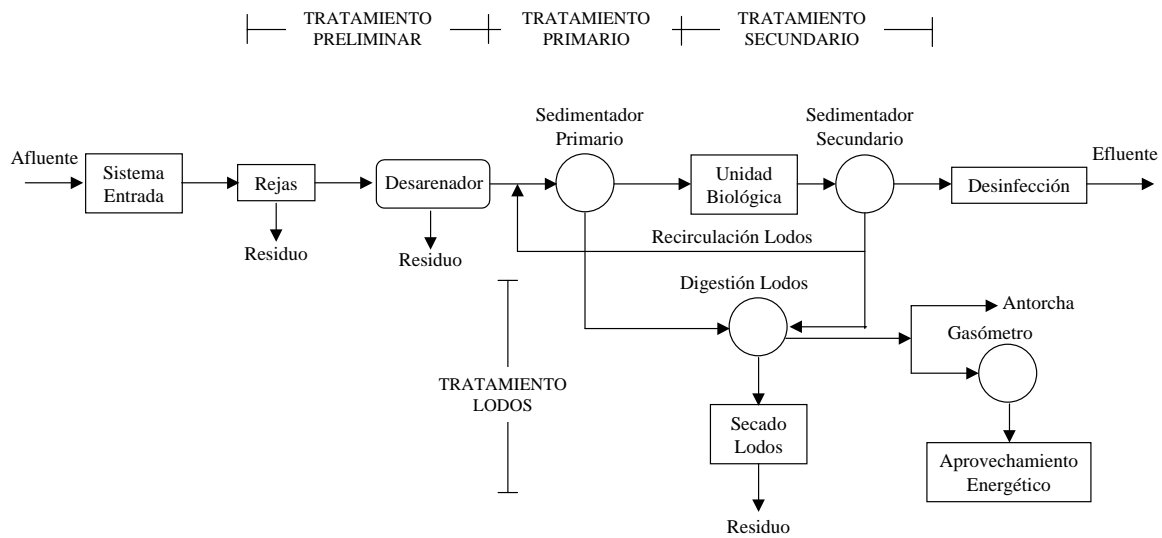 TRATAMIENTO
PRELIMINAR
TRATAMIENTO
PRIMARIO
TRATAMIENTO
SECUNDARIO
Afluente
Sistema
Entrada
Rejas
Residuo
Desarenador
Residuo
Sedimentador
Primario
Unidad
Biológica
Sedimentador
Secundario
Desinfección
Efluente
Recirculación Lodos
Digestión Lodos
Antorcha
Gasómetro
TRATAMIENTO
LODOS
Secado
Lodos
Aprovechamiento
Energético
Residuo